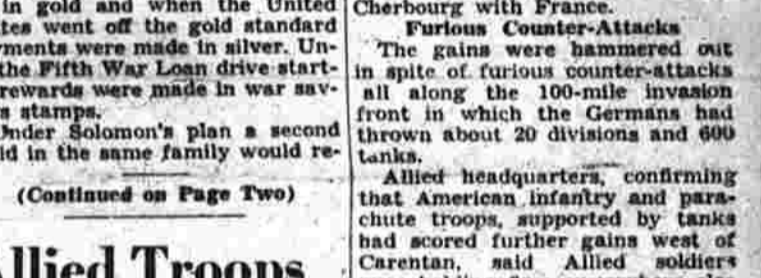 in gold and when the United
tes went off the gold standard
ments were made in silver. Un-
the Fifth War Loan drive start-
rewards were made in war sav-
s stamps.
Under Solomon's plan a second
id in the same family would re-
(Continued on Page Two)
Allied Troops
Cherbourg with France.
Furious Counter-Attacks
The gains were hammered out
in spite of furious counter-attacks
all along the 100-mile invasion
front in which the Germans had
thrown about 20 divisions and 600
tanks.
Allied headquarters, confirming
that American infantry and para-
chute troops, supported by tanks
had scored further gains west of
Carentan, said Allied soldiers